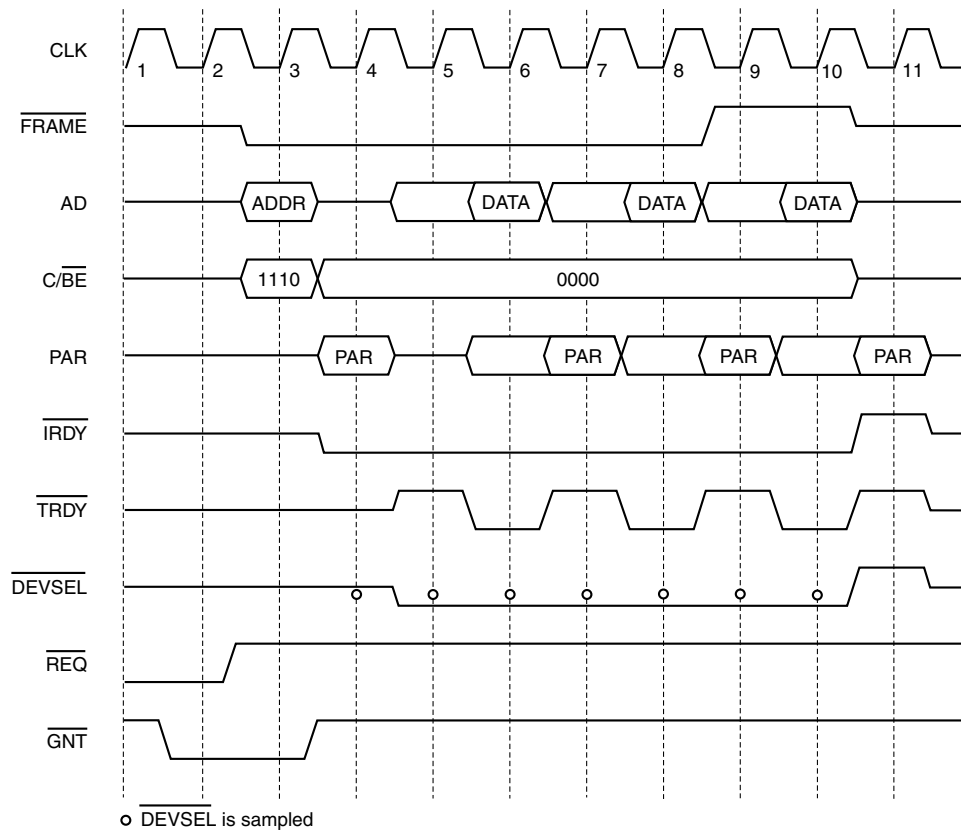 CLK 1 2 3 4 5 6 7 8 9 10 11
FRAME
AD ADDR DATA DATA DATA
C/BE 1110 0000
PAR PAR PAR PAR PAR
IRDY
TRDY
DEVSEL
REQ
GNT
DEVSEL is sampled